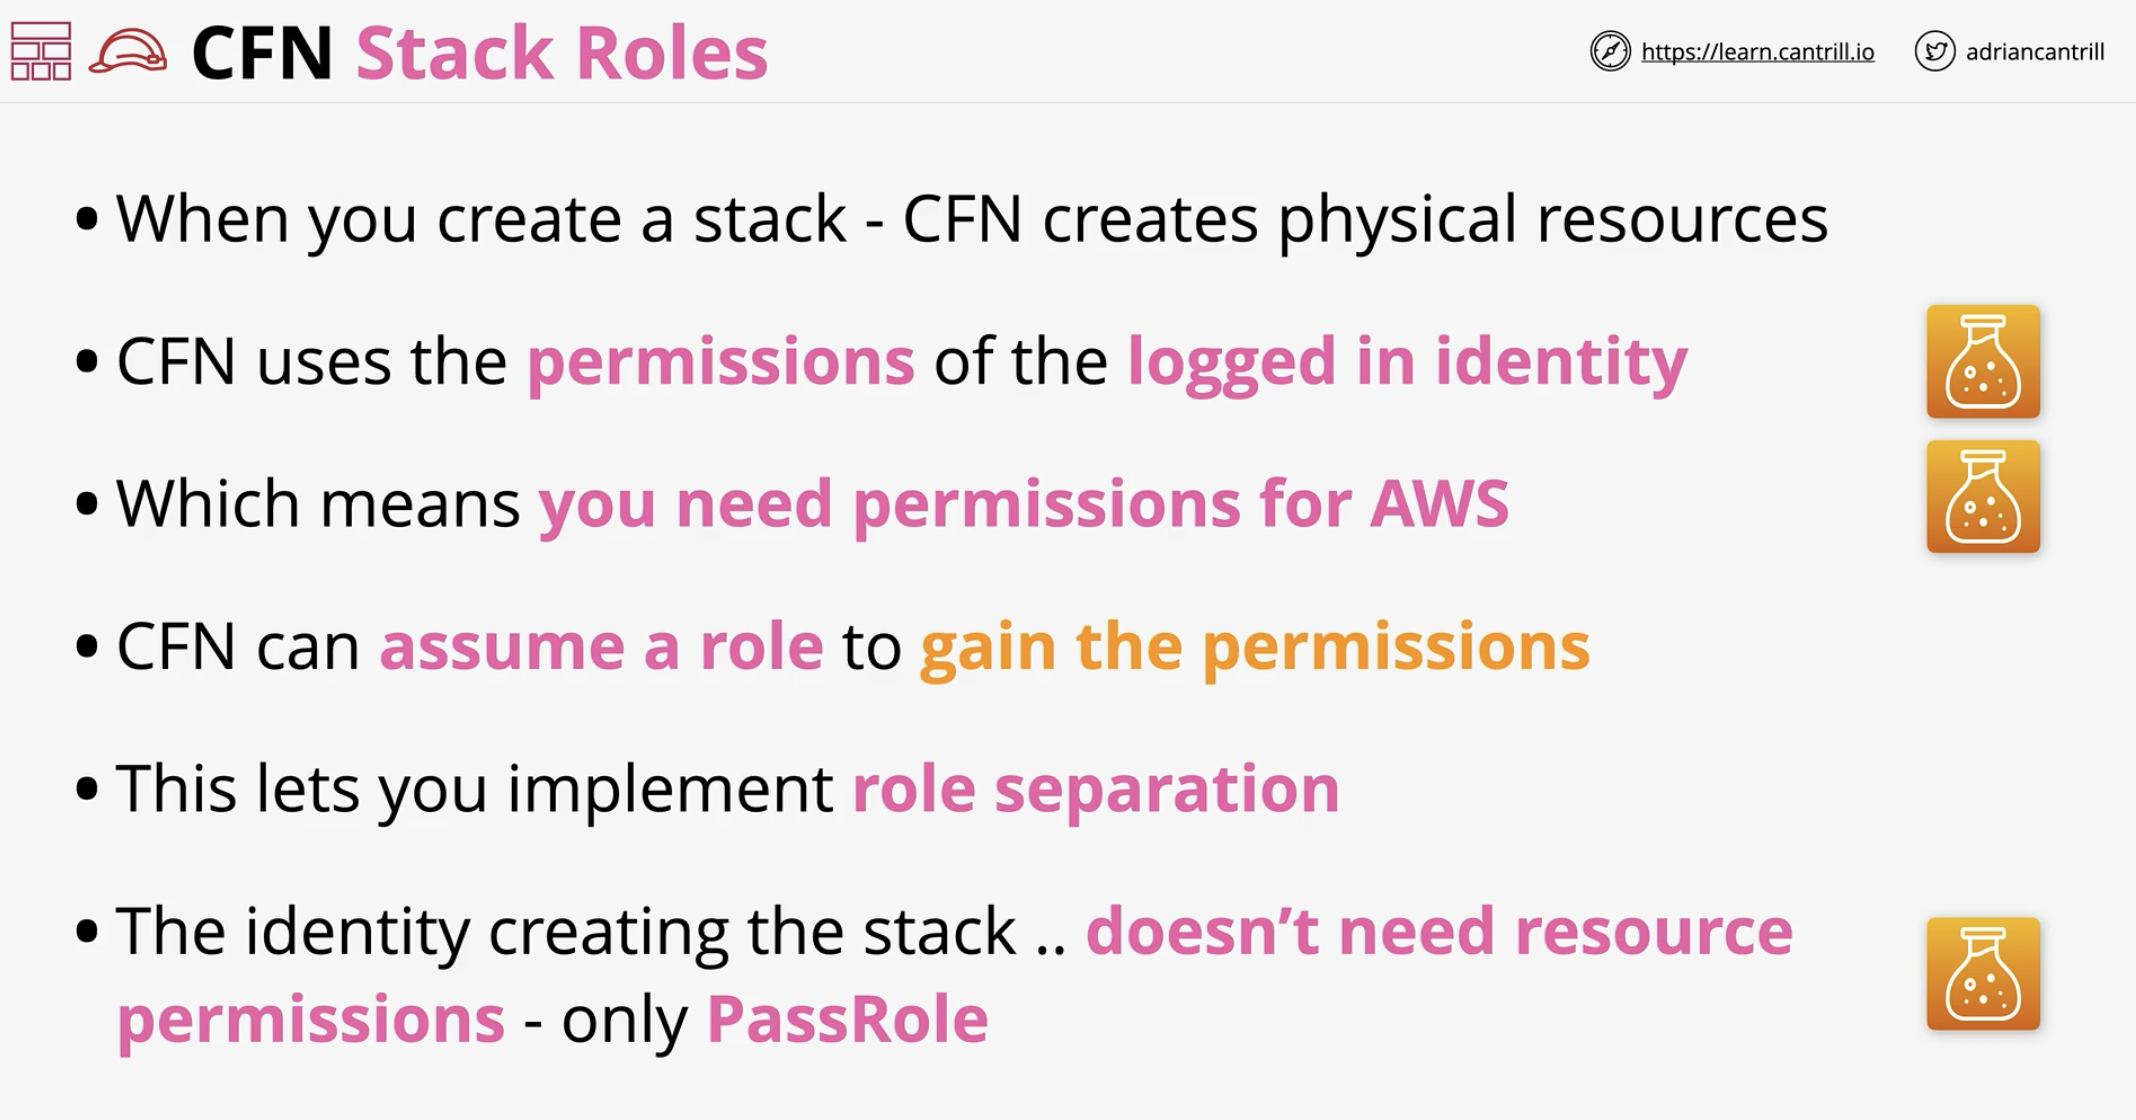 CFN Stack Roles
https://learn.cantrill.io
adriancantrill
• When you create a stack - CFN creates physical resources
• CFN uses the permissions of the logged in identity
• Which means you need permissions for AWS
• CFN can assume a role to gain the permissions
• This lets you implement role separation
• The identity creating the stack .. doesn’t need resource
permissions - only PassRole